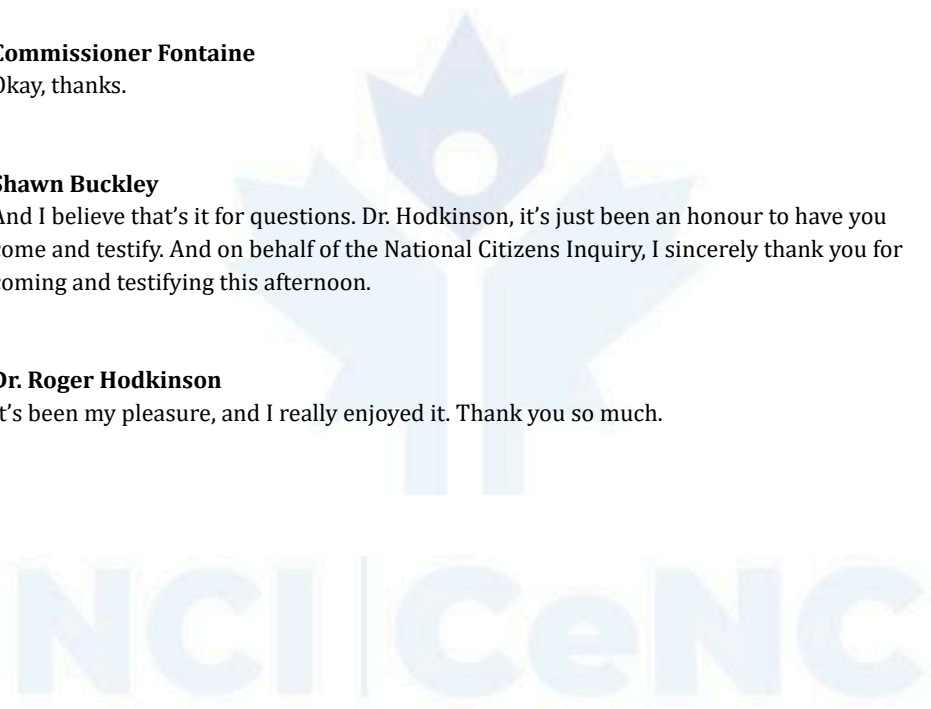 Commissioner Fontaine
Okay, thanks.
Shawn Buckley
And I believe that’s it for questions. Dr. Hodkinson, it’s just been an honour to have you
come and testify. And on behalf of the National Citizens Inquiry, I sincerely thank you for
coming and testifying this afternoon.
Dr. Roger Hodkinson
It’s been my pleasure, and I really enjoyed it. Thank you so much.
NCI | CeNC